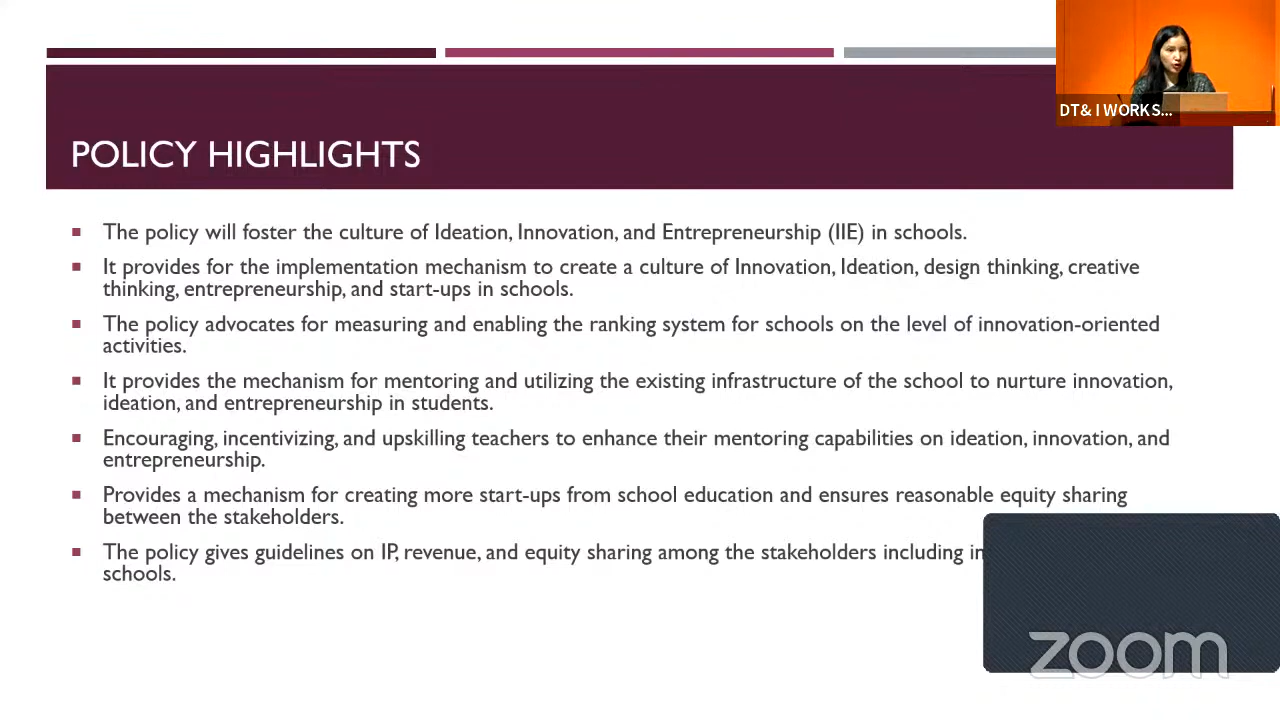 DT& I WORKS...
POLICY HIGHLIGHTS
The policy will foster the culture of Ideation, Innovation, and Entrepreneurship (IIE) in schools.
It provides for the implementation mechanism to create a culture of Innovation, Ideation, design thinking, creative
thinking, entrepreneurship, and start-ups in schools.
The policy advocates for measuring and enabling the ranking system for schools on the level of innovation-oriented
activities.
It provides the mechanism for mentoring and utilizing the existing infrastructure of the school to nurture innovation,
ideation, and entrepreneurship in students.
Encouraging, incentivizing, and upskilling teachers to enhance their mentoring capabilities on ideation, innovation, and
entrepreneurship.
Provides a mechanism for creating more start-ups from school education and ensures reasonable equity sharing
between the stakeholders.
The policy gives guidelines on IP, revenue, and equity sharing among the stakeholders including
schools.
zoom